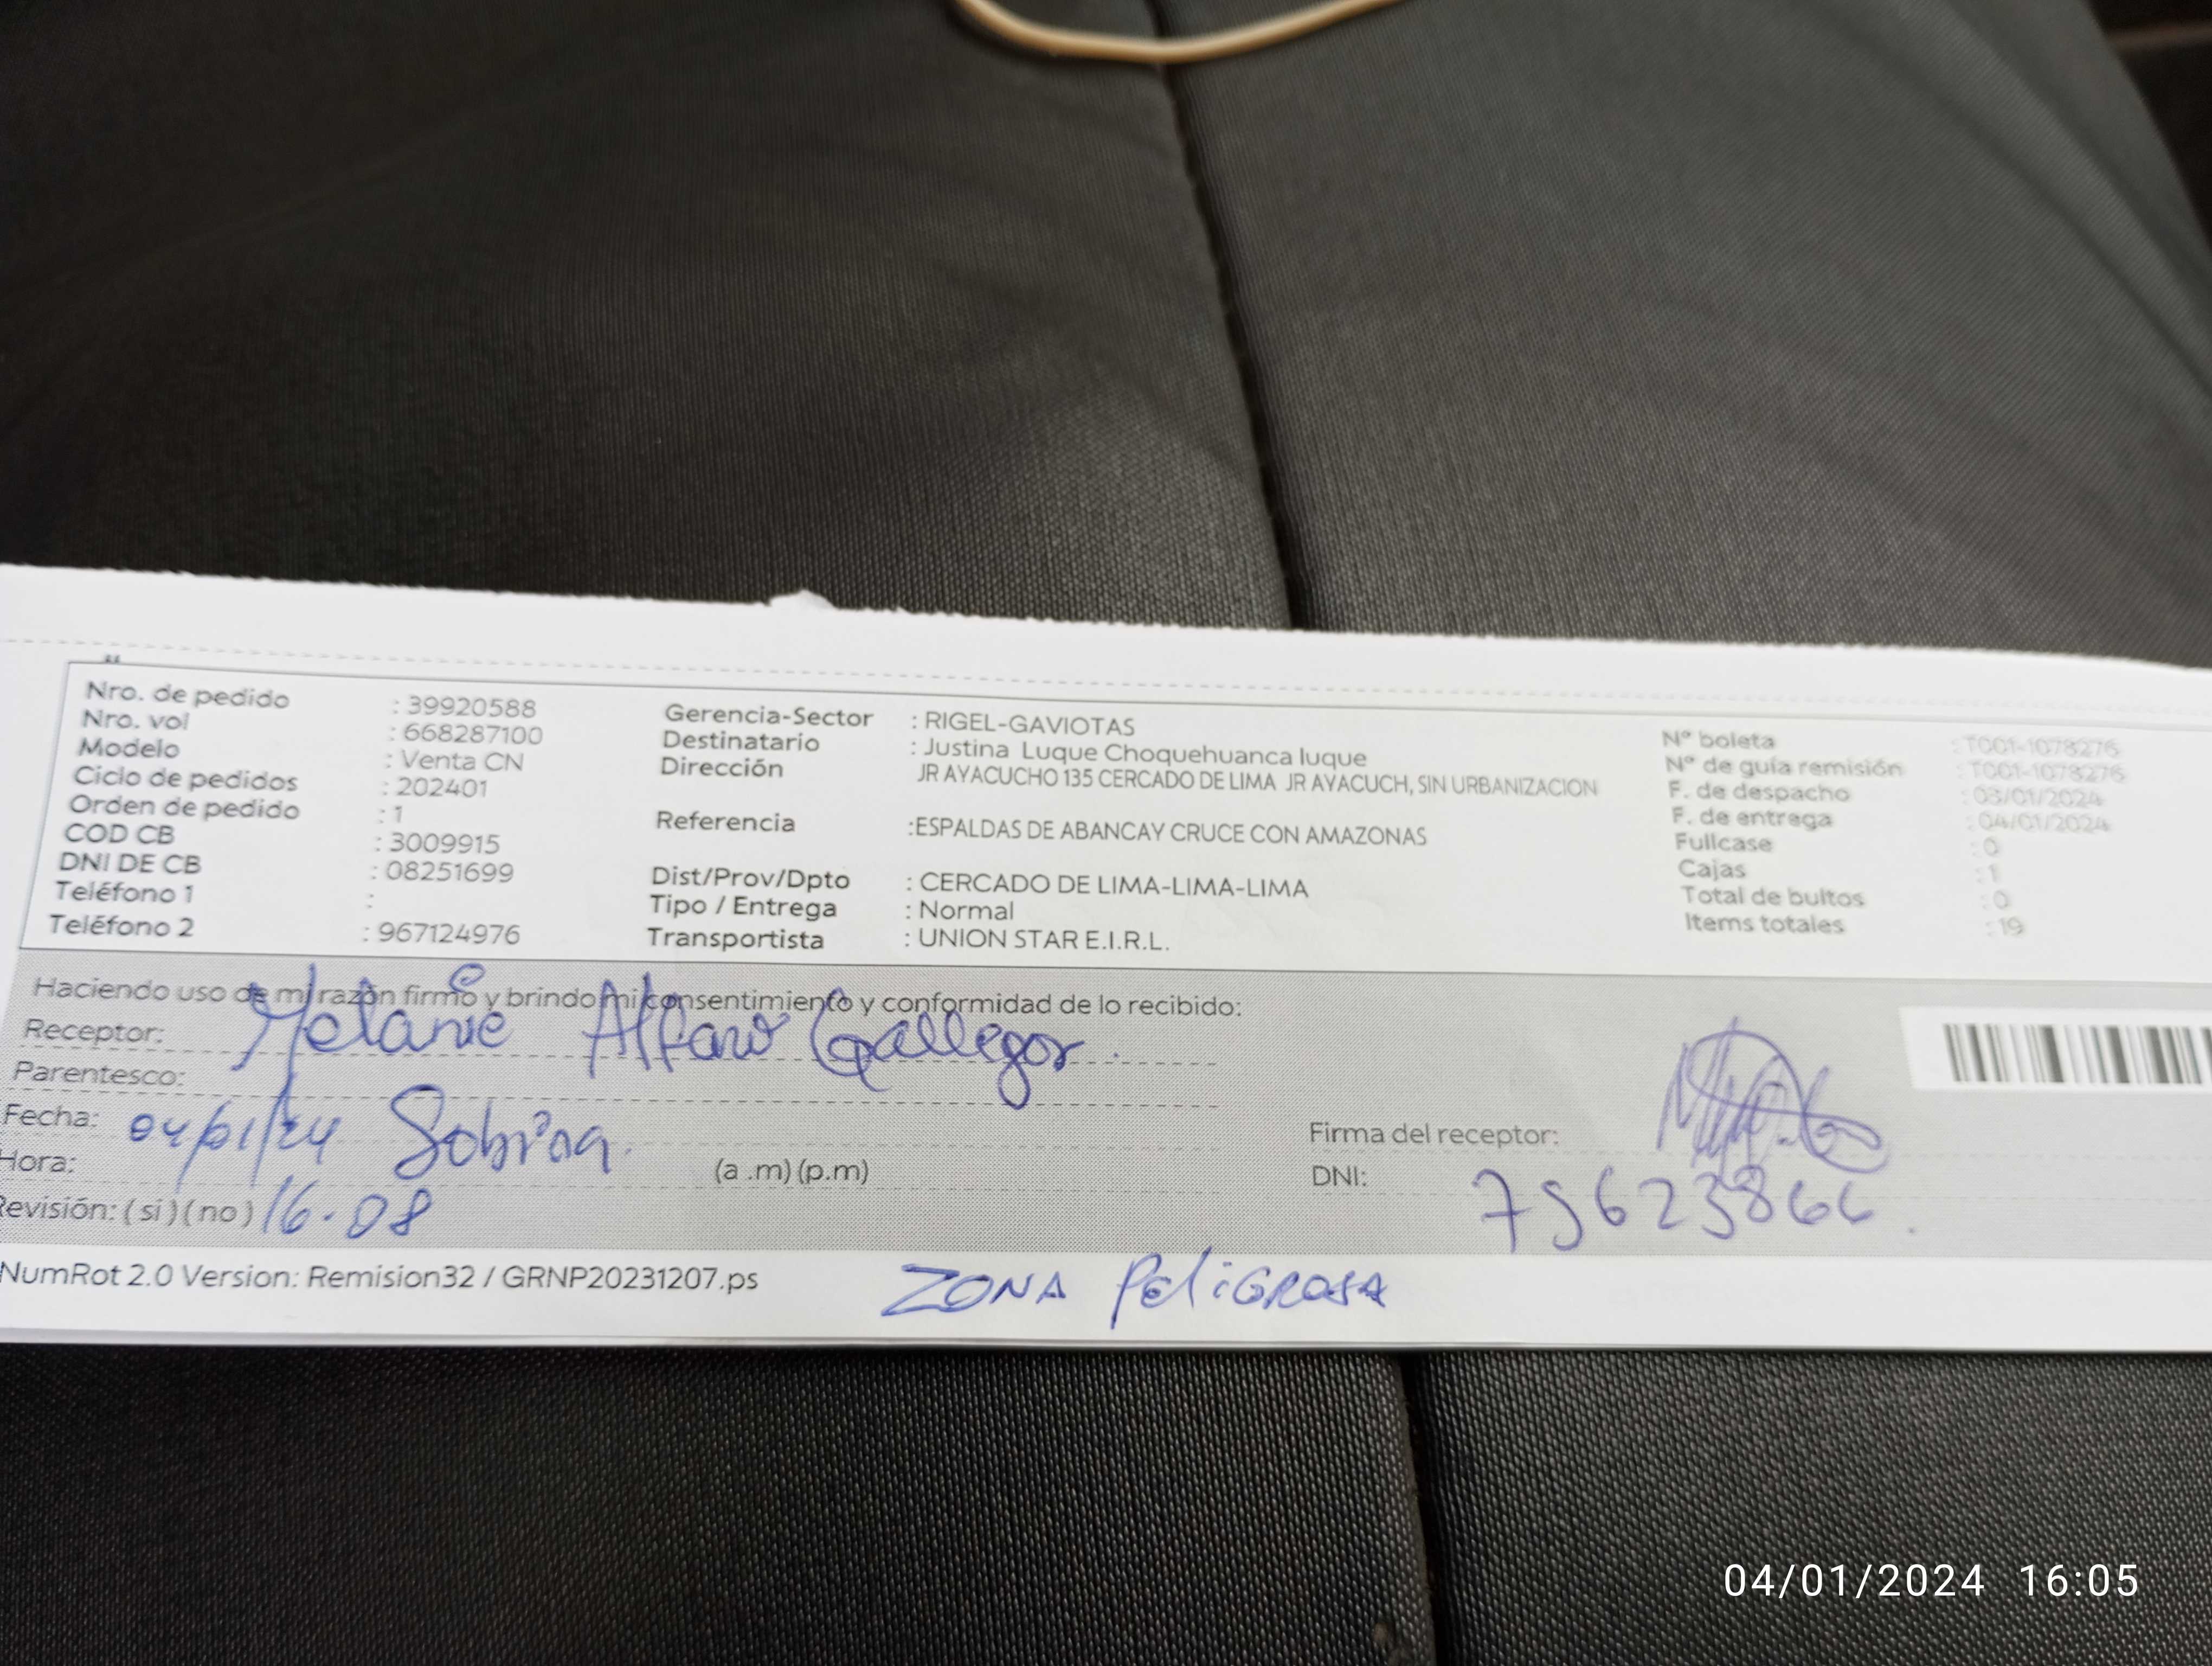 Nro. de pedido : 39920588
Nro. vol : 668287100
Modelo : Venta CN
Ciclo de pedidos : 202401
Orden de pedido : 1
COD CB : 3009915
DNI DE CB : 08251699
Teléfono 1 :
Teléfono 2 : 967124976
Gerencia-Sector : RIGEL-GAVIOTAS
Destinatario : Justina Luque Choquehuanca luque
Dirección JR AYACUCHO 135 CERCADO DE LIMA JR AYACUCH, SIN URBANIZACION
Referencia :ESPALDAS DE ABANCAY CRUCE CON AMAZONAS
Dist/Prov/Dpto : CERCADO DE LIMA-LIMA-LIMA
Tipo / Entrega : Normal
Transportista : UNION STAR E.I.R.L.
N° boleta : T001-1078276
N° de guía remisión : T001-1078276
F. de despacho : 03/01/2024
F. de entrega : 04/01/2024
Fullcase : 0
Cajas : 1
Total de bultos : 0
Items totales : 19
Haciendo uso de mi razón firmo y brindo mi consentimiento y conformidad de lo recibido:
Receptor: Melanie Alfaro Gallegos.
Parentesco:
Fecha: 04/01/24 Sobrina.
Hora: (a .m) (p.m)
Revisión: ( si ) ( no ) 16.08
Firma del receptor:
DNI: 75623866.
NumRot 2.0 Version: Remision32 / GRNP20231207.ps
ZONA PELIGROSA
04/01/2024 16:05